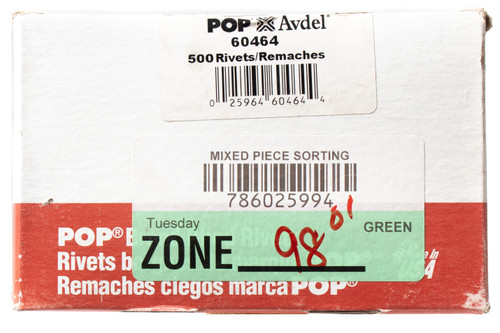 POP Avdel®
60464
500 Rivets/Remaches
0 25964 60464 4
MIXED PIECE SORTING
786025994
Tuesday
GREEN
ZONE 98 01
POP®
Rivets
Remaches ciegos marca POP®